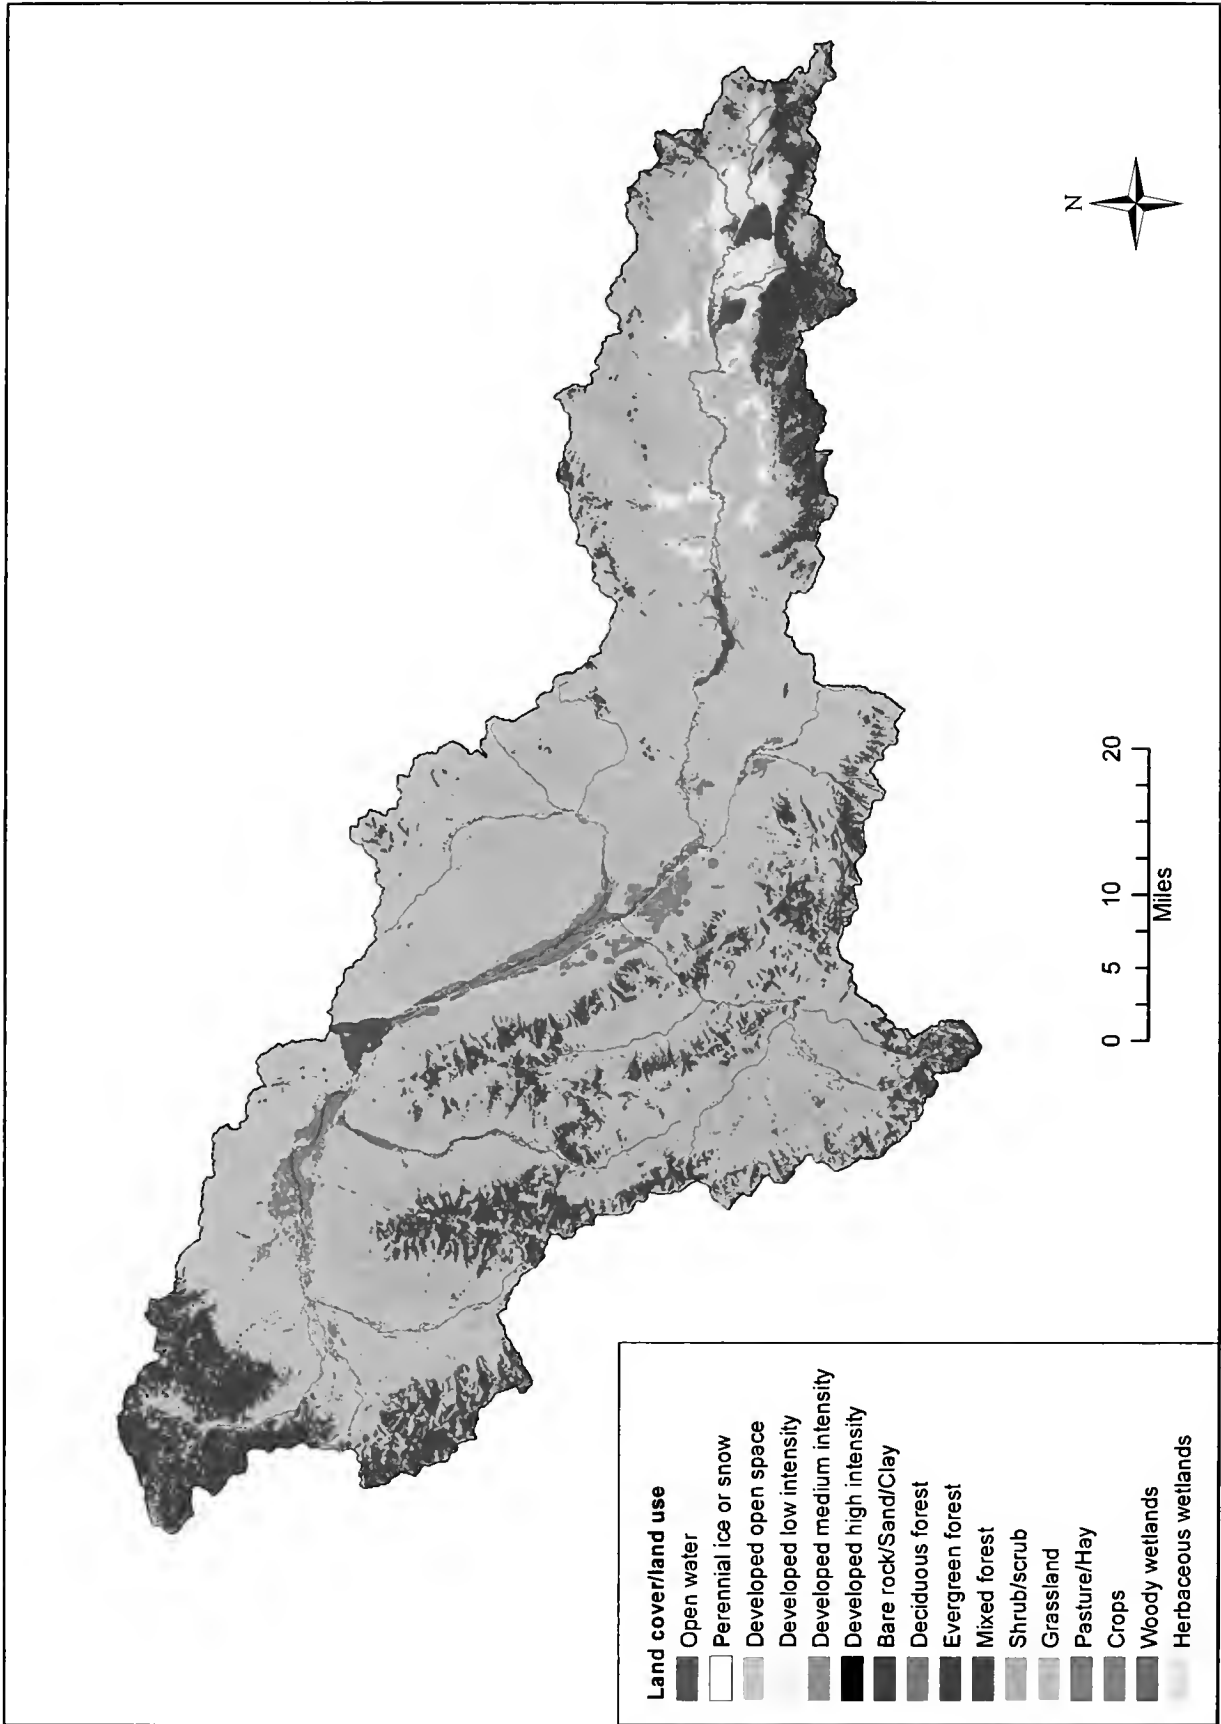 N
0 5 10 20
Miles
Land cover/land use
Open water
Perennial ice or snow
Developed open space
Developed low intensity
Developed medium intensity
Developed high intensity
Bare rock/Sand/Clay
Deciduous forest
Evergreen forest
Mixed forest
Shrub/scrub
Grassland
Pasture/Hay
Crops
Woody wetlands
Herbaceous wetlands